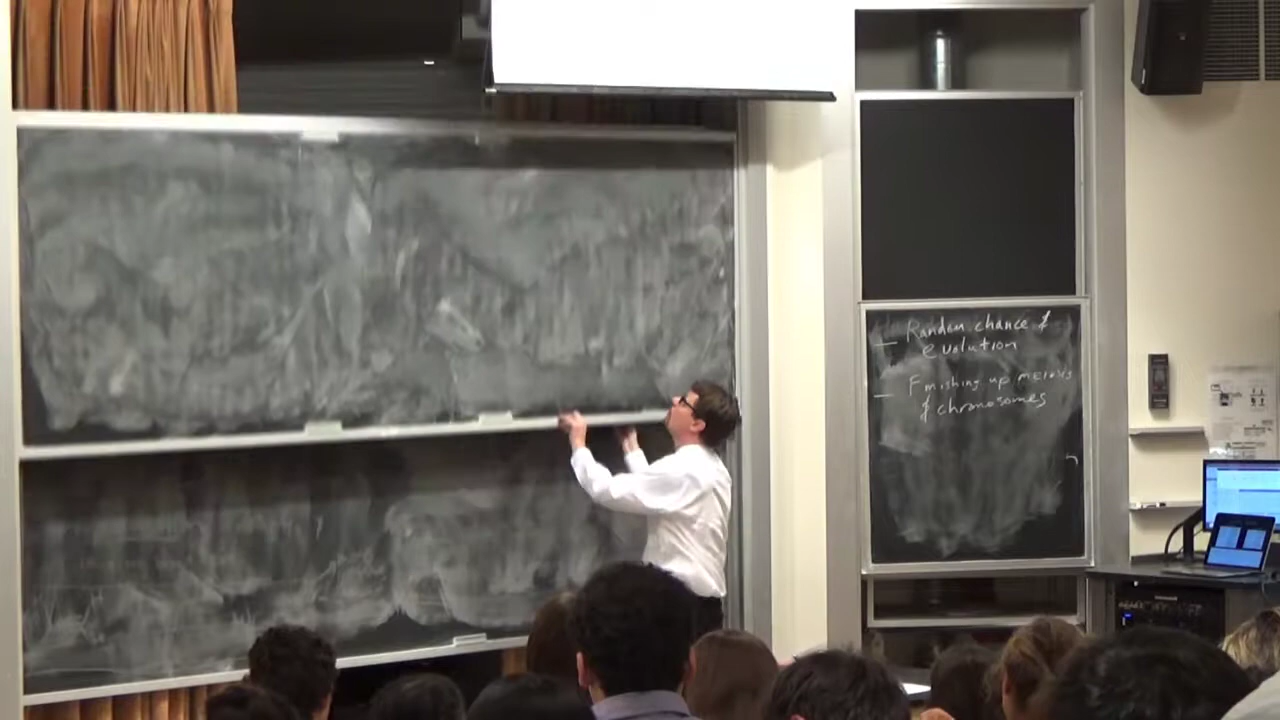 — Random chance &
evolution
— Finishing up meiosis
& chromosomes